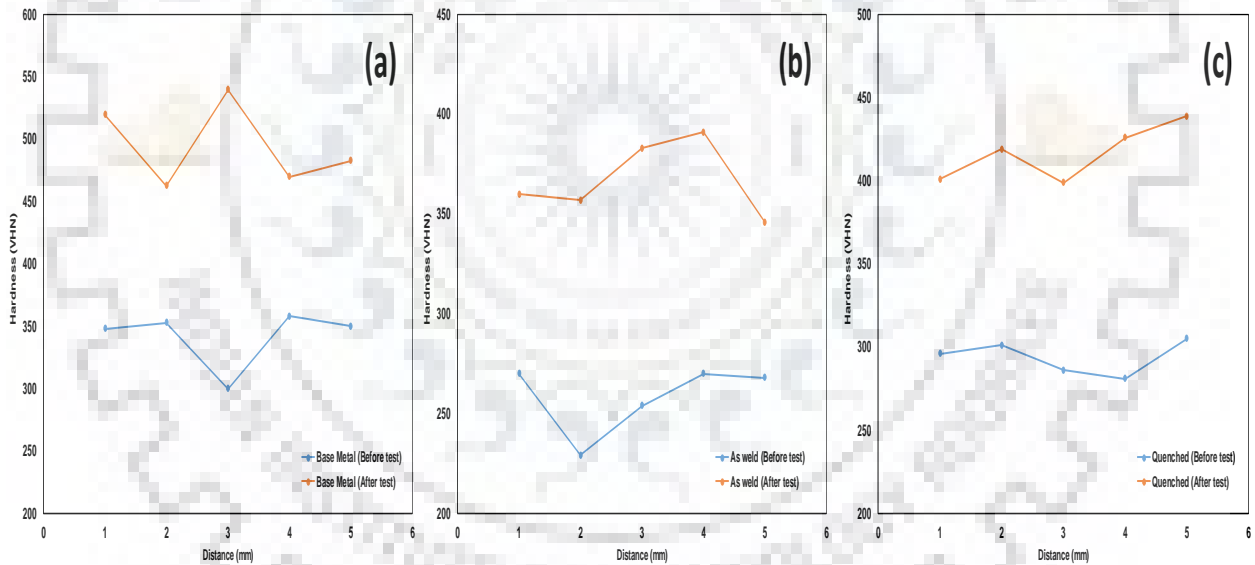 (a)
600
550
500
450
400
350
300
250
200
0 1 2 3 4 5 6
Hardness (VHN)
Distance (mm)
Base Metal (Before test)
Base Metal (After test)
(b)
450
400
350
300
250
200
0 1 2 3 4 5 6
Hardness (VHN)
Distance (mm)
As weld (Before test)
As weld (After test)
(c)
500
450
400
350
300
250
200
0 1 2 3 4 5 6
Hardness (VHN)
Distance (mm)
Quenched (Before test)
Quenched (After test)